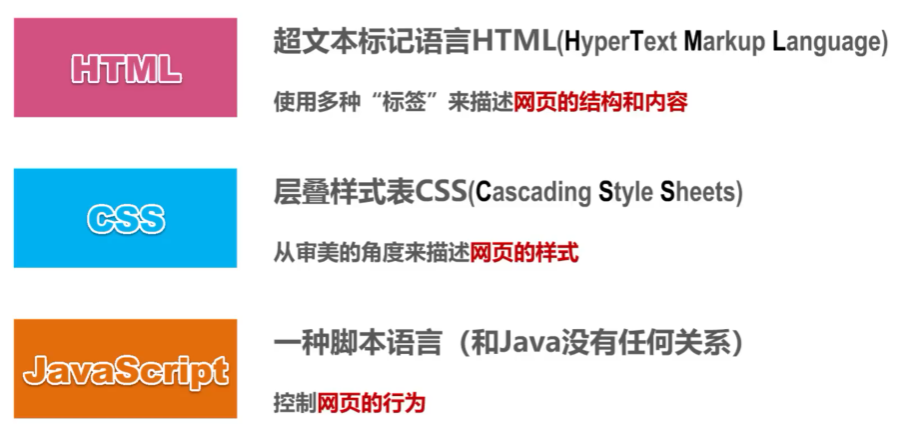 HTML
超文本标记语言HTML(HyperText Markup Language)
使用多种“标签”来描述网页的结构和内容
CSS
层叠样式表CSS(Cascading Style Sheets)
从审美的角度来描述网页的样式
JavaScript
一种脚本语言（和Java没有任何关系）
控制网页的行为